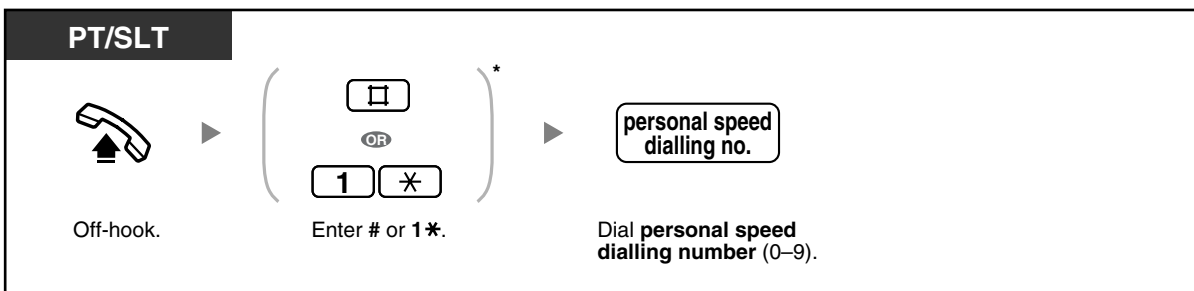 PT/SLT
*
#
OR
1 *
personal speed
dialling no.
Off-hook.
Enter # or 1*.
Dial personal speed
dialling number (0–9).